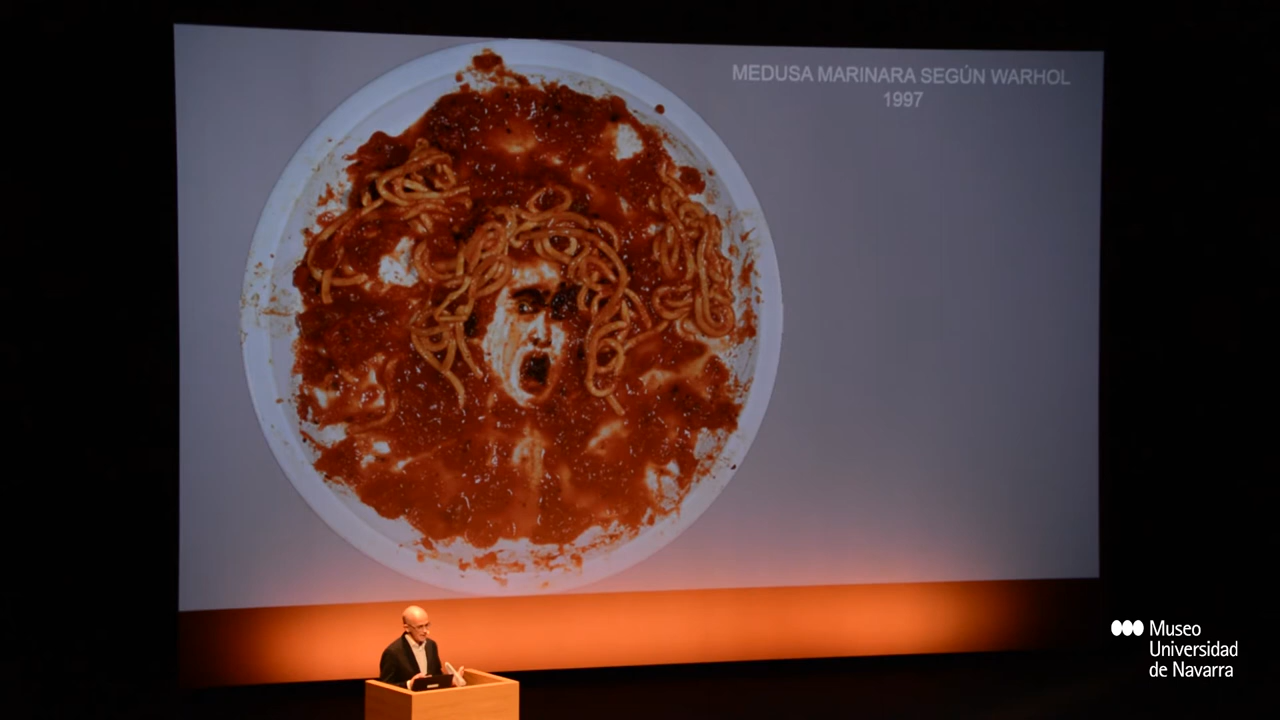 MEDUSA MARINARA SEGÚN WARHOL
1997
Museo
Universidad
de Navarra